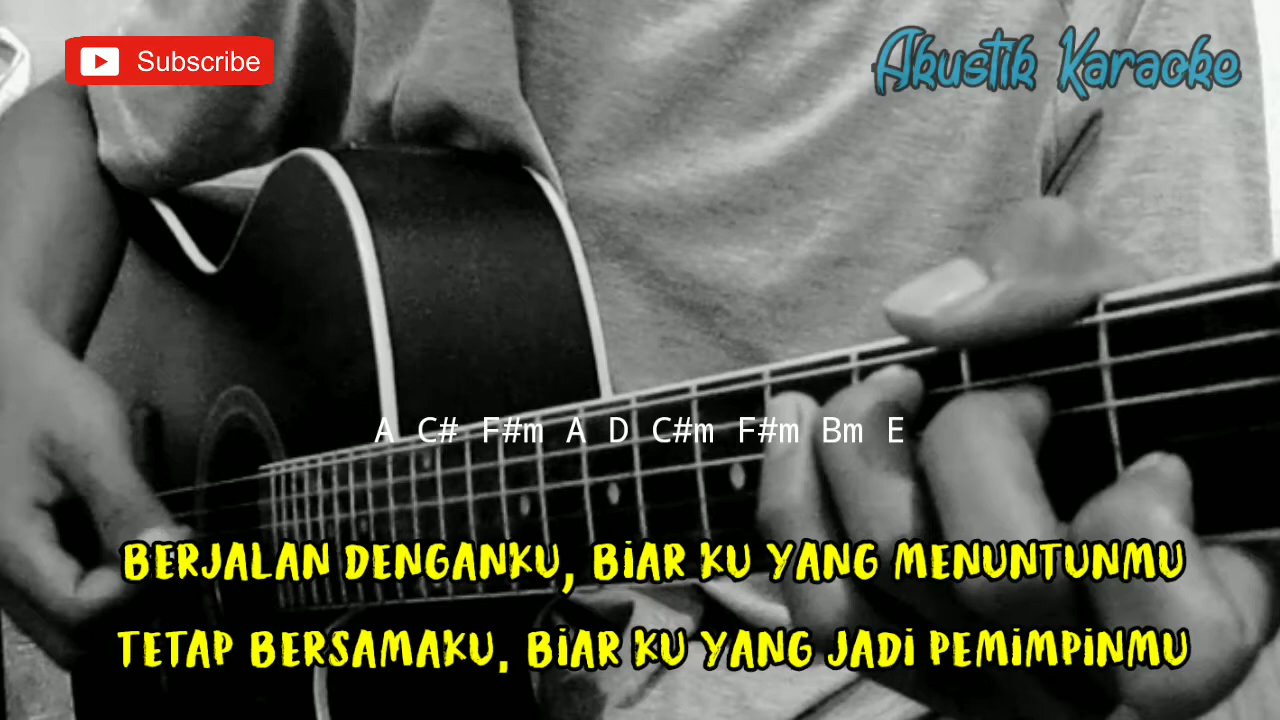 Subscribe
Akustik Karaoke
A C# F#m A D C#m F#m Bm E
BERJALAN DENGANKU, BIAR KU YANG MENUNTUNMU
TETAP BERSAMAKU, BIAR KU YANG JADI PEMIMPINMU